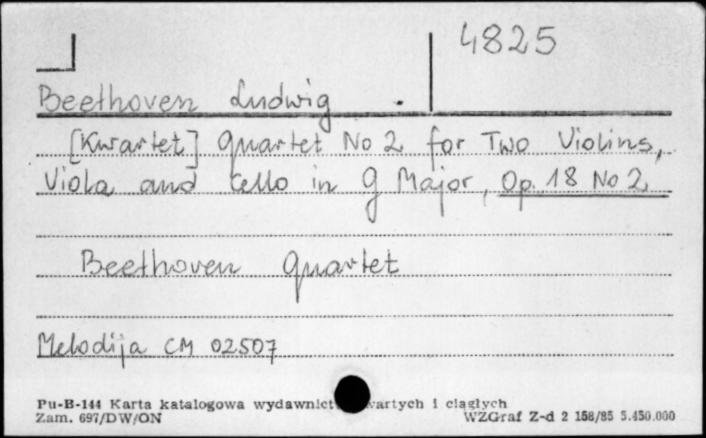 4825
Beethoven Ludwig
[Kwartet] Quartet No 2 for Two Violins,
Viola and Cello in G Major, Op. 18 No 2
Beethoven Quartet
Melodija CM 02507
Pu-B-144 Karta katalogowa wydawnict wartych i ciągłych
Zam. 697/DW/ON WZGraf Z-d 2 158/85 5.450.000